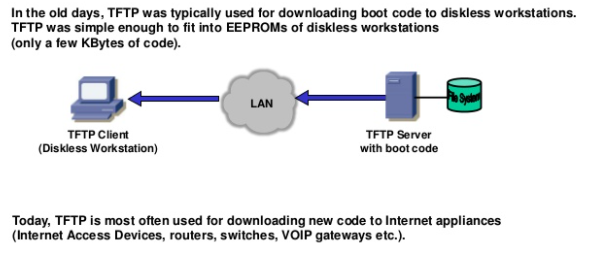 In the old days, TFTP was typically used for downloading boot code to diskless workstations.
TFTP was simple enough to fit into EEPROMs of diskless workstations
(only a few KBytes of code).
LAN
File System
TFTP Client
(Diskless Workstation)
TFTP Server
with boot code
Today, TFTP is most often used for downloading new code to Internet appliances
(Internet Access Devices, routers, switches, VOIP gateways etc.).